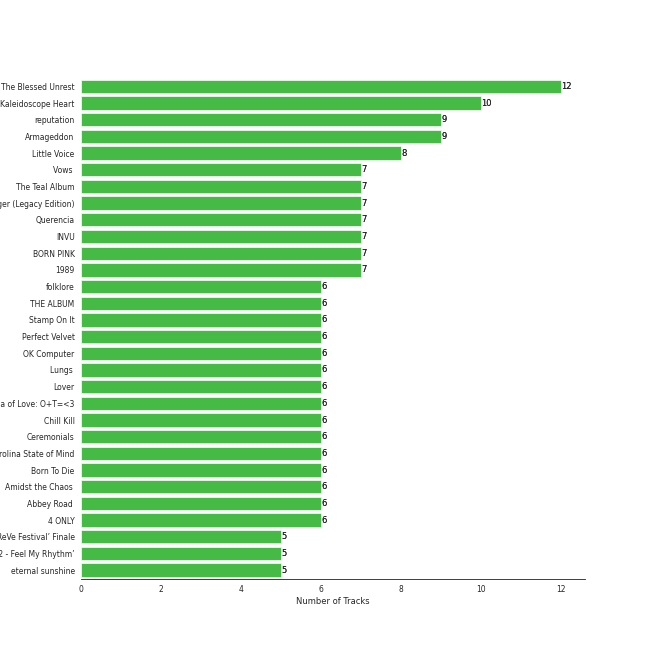 The Blessed Unrest 12
Kaleidoscope Heart 10
reputation 9
Armageddon 9
Little Voice 8
Vows 7
The Teal Album 7
ger (Legacy Edition) 7
Querencia 7
INVU 7
BORN PINK 7
1989 7
folklore 6
THE ALBUM 6
Stamp On It 6
Perfect Velvet 6
OK Computer 6
Lungs 6
Lover 6
a of Love: O+T=<3 6
Chill Kill 6
Ceremonials 6
rolina State of Mind 6
Born To Die 6
Amidst the Chaos 6
Abbey Road 6
4 ONLY 6
ReVe Festival' Finale 5
2 - Feel My Rhythm' 5
eternal sunshine 5
0 2 4 6 8 10 12
Number of Tracks